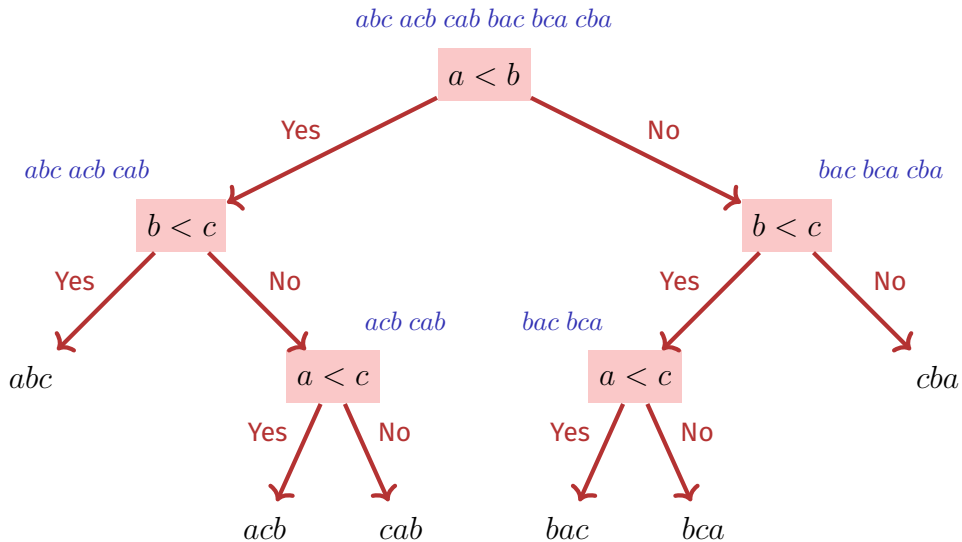 abc acb cab bac bca cba
a < b
Yes
No
abc acb cab
bac bca cba
b < c
b < c
Yes
No
Yes
No
acb cab
bac bca
abc
a < c
a < c
cba
Yes
No
Yes
No
acb
cab
bac
bca